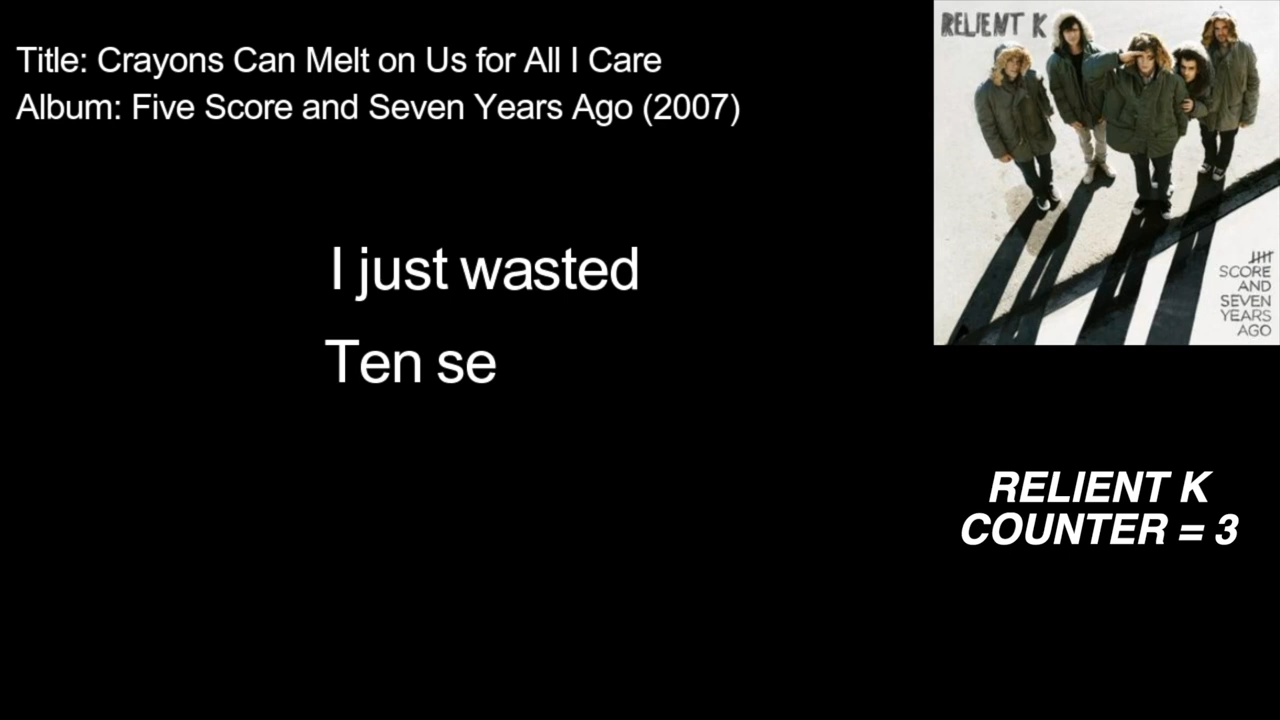 Title: Crayons Can Melt on Us for All I Care
Album: Five Score and Seven Years Ago (2007)
I just wasted
Ten se
RELIENT K
SCORE
AND
SEVEN
YEARS
AGO
RELIENT K
COUNTER = 3